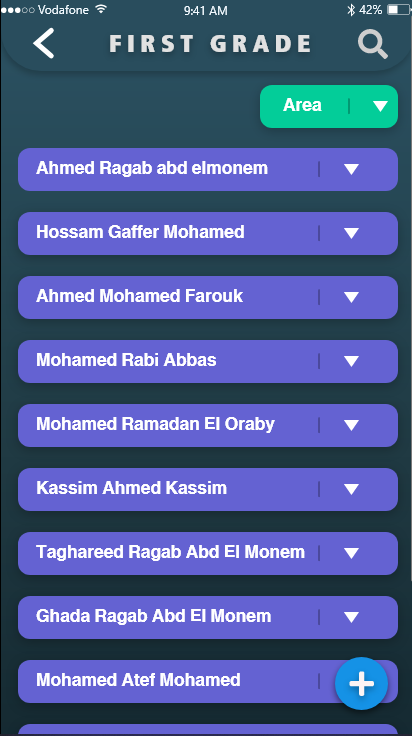 Vodafone 9:41 AM 42%
FIRST GRADE
Area
Ahmed Ragab abd elmonem
Hossam Gaffer Mohamed
Ahmed Mohamed Farouk
Mohamed Rabi Abbas
Mohamed Ramadan El Oraby
Kassim Ahmed Kassim
Taghareed Ragab Abd El Monem
Ghada Ragab Abd El Monem
Mohamed Atef Mohamed